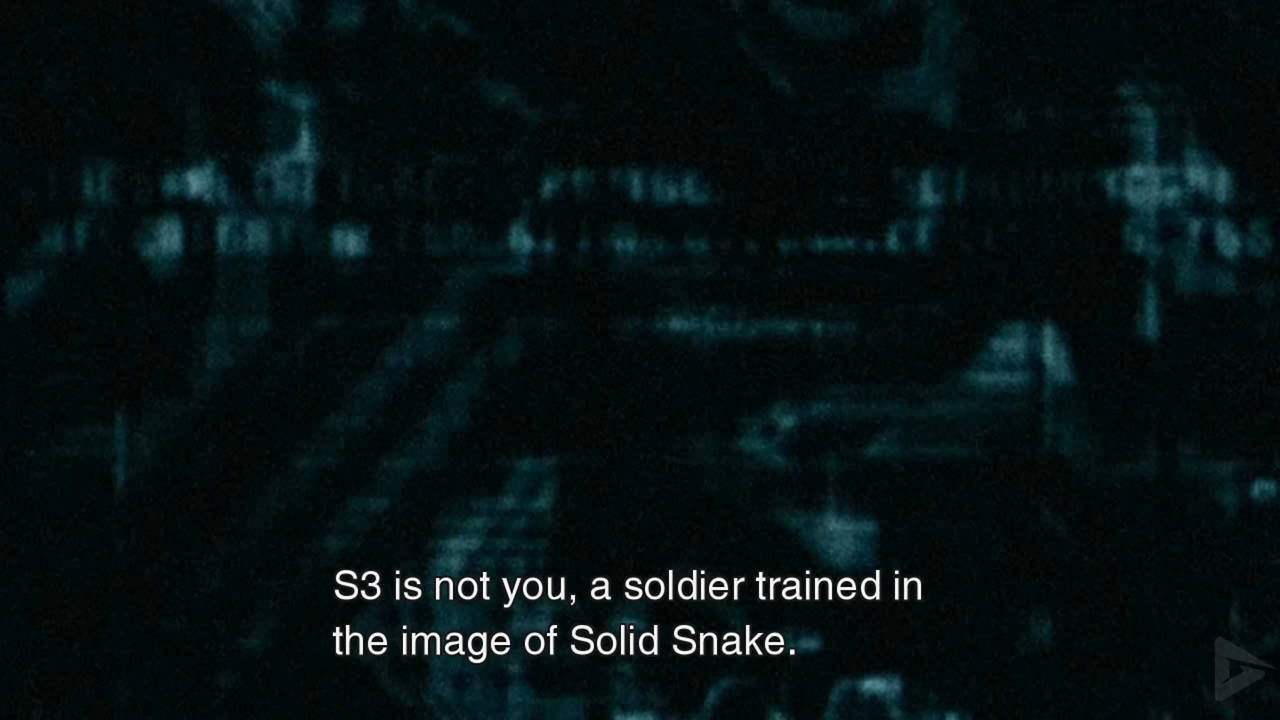 S3 is not you, a soldier trained in
the image of Solid Snake.